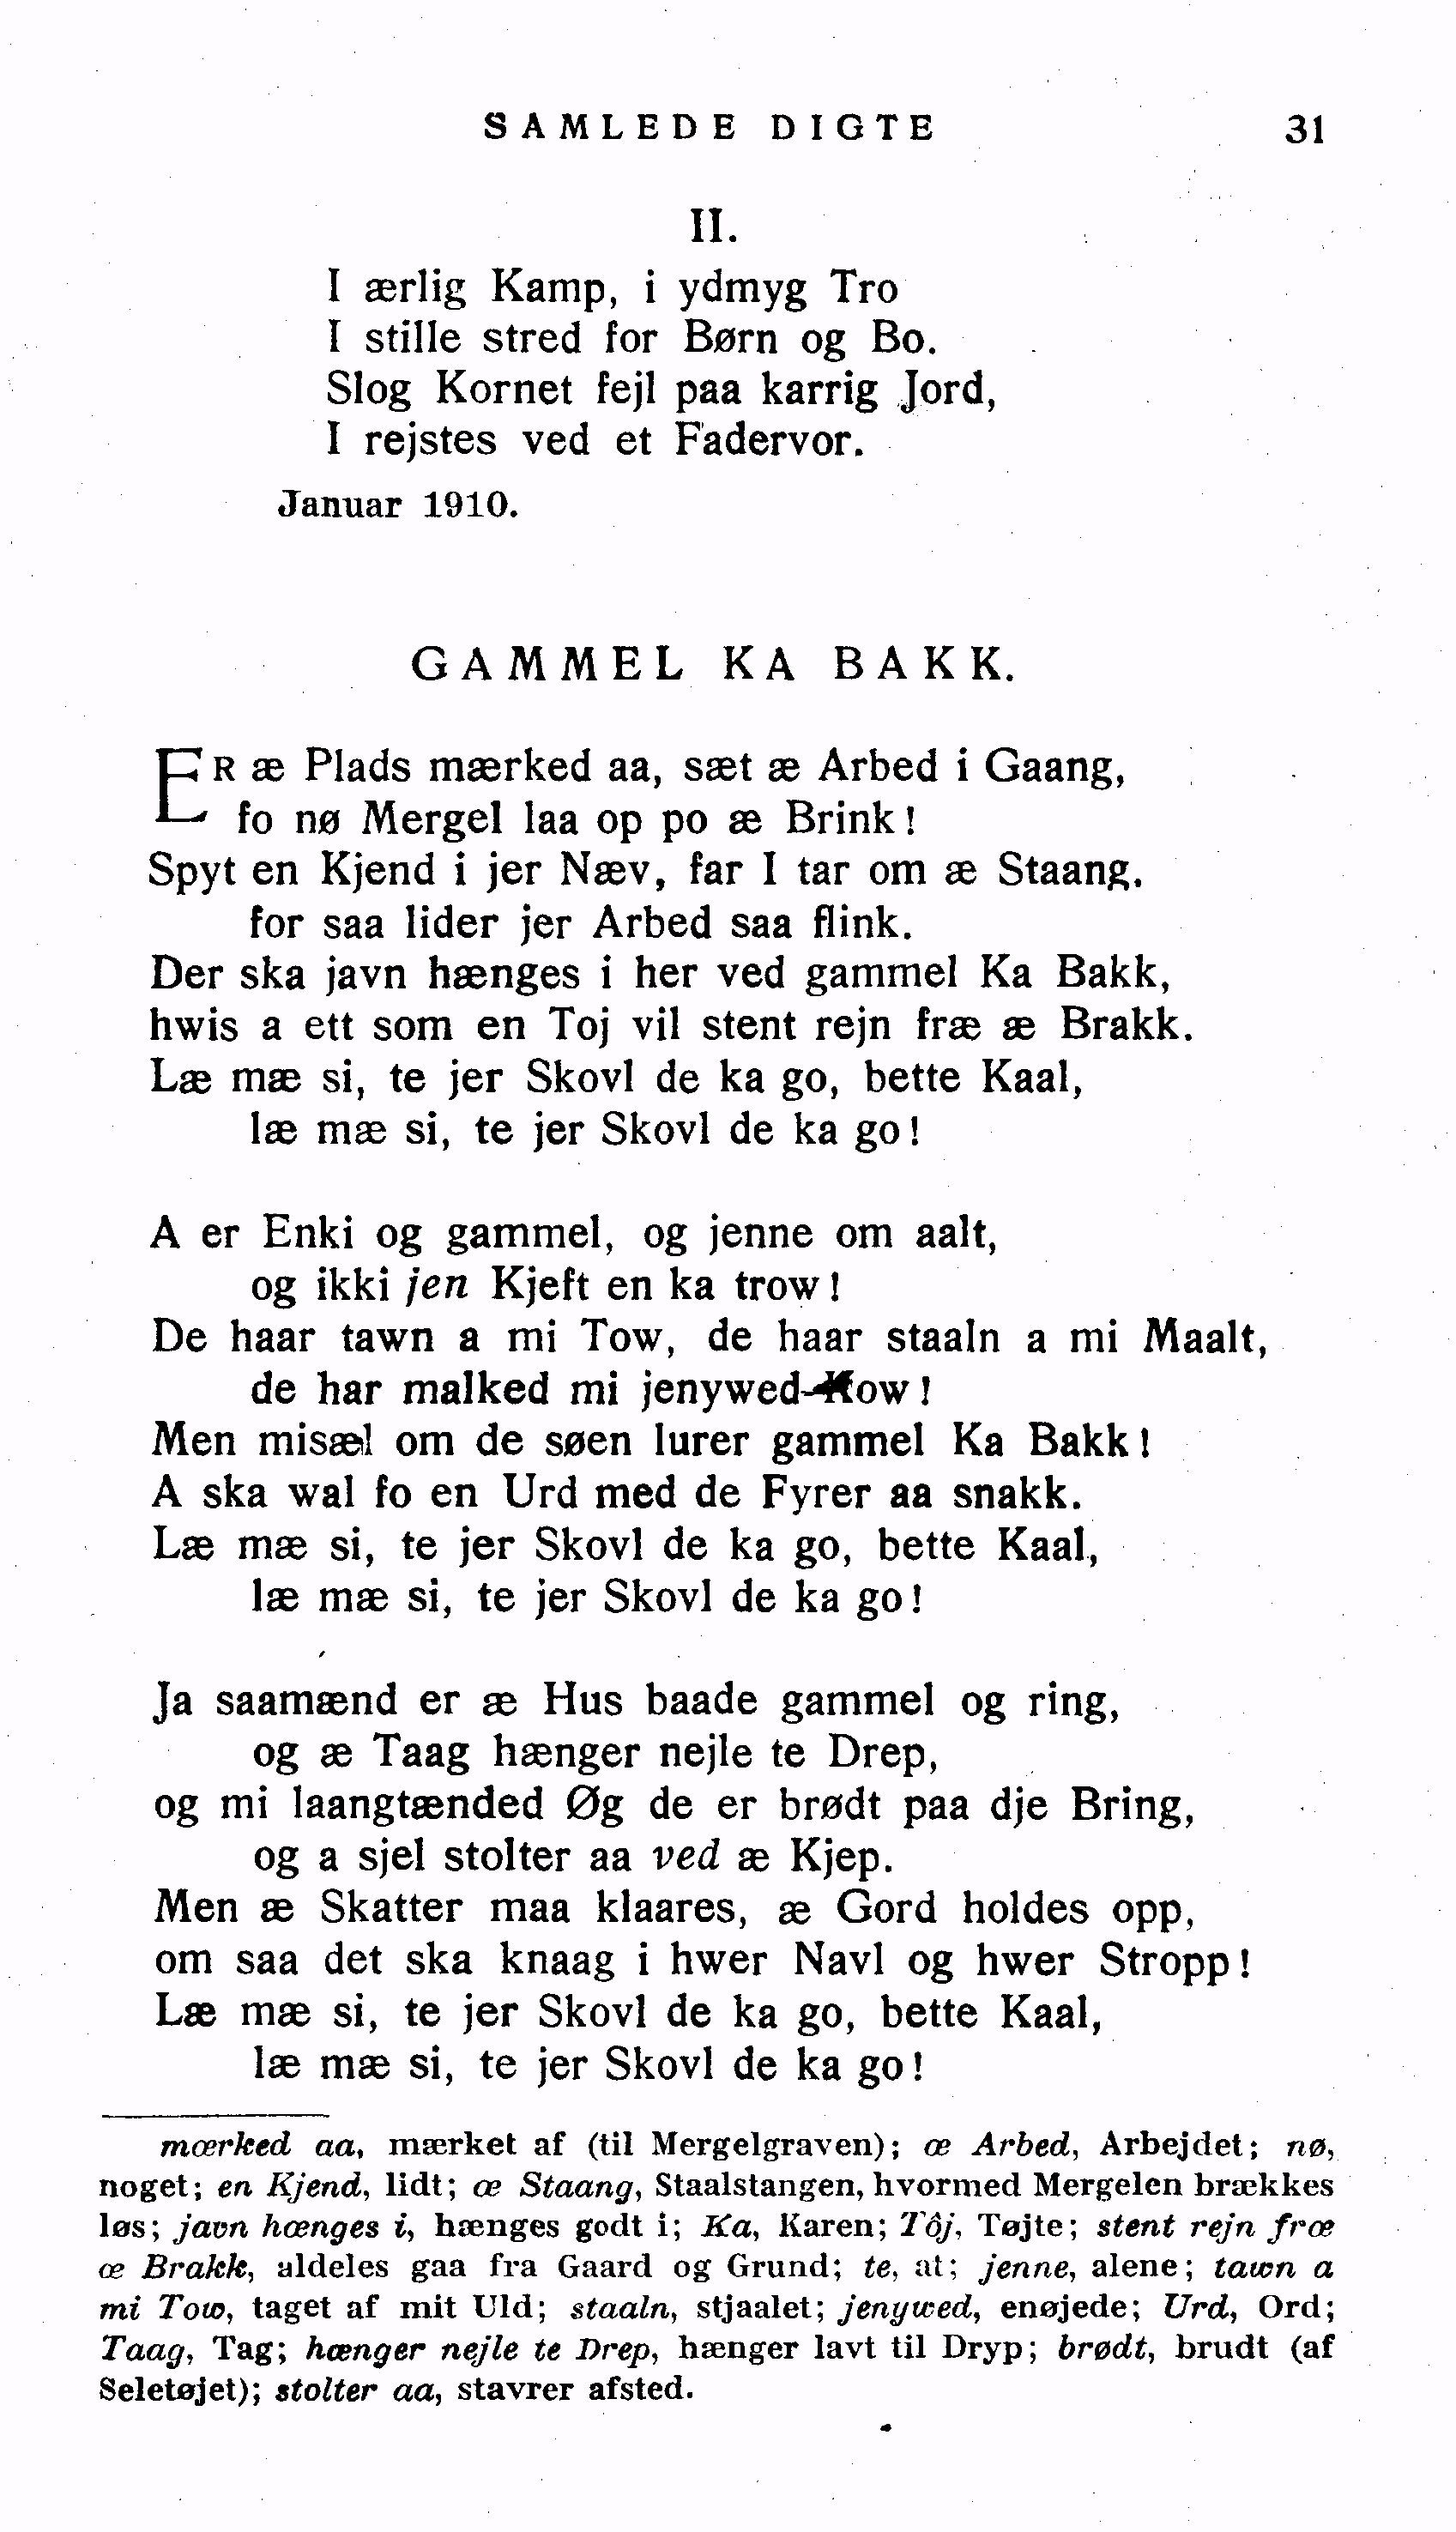 SAMLEDE DIGTE 31
II.
I ærlig Kamp, i ydmyg Tro
I stille stred for Børn og Bo.
Slog Kornet fejl paa karrig Jord,
I rejstes ved et Fadervor.
Januar 1910.
GAMMEL KA BAKK.
ER æ Plads mærked aa, sæt æ Arbed i Gaang,
fo nø Mergel laa op po æ Brink!
Spyt en Kjend i jer Næv, far I tar om æ Staang.
for saa lider jer Arbed saa flink.
Der ska javn hænges i her ved gammel Ka Bakk,
hwis a ett som en Toj vil stent rejn fræ æ Brakk.
Læ mæ si, te jer Skovl de ka go, bette Kaal,
læ mæ si, te jer Skovl de ka go!
A er Enki og gammel, og jenne om aalt,
og ikki jen Kjeft en ka trow!
De haar tawn a mi Tow, de haar staaln a mi Maalt,
de har malked mi jenywed-Kow!
Men misæl om de søen lurer gammel Ka Bakk!
A ska wal fo en Urd med de Fyrer aa snakk.
Læ mæ si, te jer Skovl de ka go, bette Kaal,
læ mæ si, te jer Skovl de ka go!
Ja saamænd er æ Hus baade gammel og ring,
og æ Taag hænger nejle te Drep,
og mi laangtænded Øg de er brødt paa dje Bring,
og a sjel stolter aa ved æ Kjep.
Men æ Skatter maa klaares, æ Gord holdes opp,
om saa det ska knaag i hwer Navl og hwer Stropp!
Læ mæ si, te jer Skovl de ka go, bette Kaal,
læ mæ si, te jer Skovl de ka go!
mærked aa, mærket af (til Mergelgraven); æ Arbed, Arbejdet; nø,
noget; en Kjend, lidt; æ Staang, Staalstangen, hvormed Mergelen brækkes
løs; javn hænges i, hænges godt i; Ka, Karen; Tôj, Tøjte; stent rejn fræ
æ Brakk, aldeles gaa fra Gaard og Grund; te, at; jenne, alene; tawn a
mi Tow, taget af mit Uld; staaln, stjaalet; jenywed, enøjede; Urd, Ord;
Taag, Tag; hænger nejle te Drep, hænger lavt til Dryp; brødt, brudt (af
Seletøjet); stolter aa, stavrer afsted.